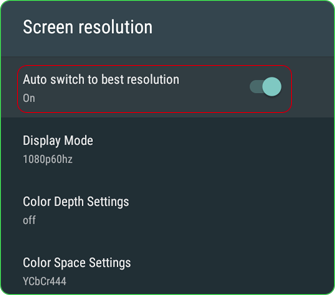 Screen resolution
Auto switch to best resolution
On
Display Mode
1080p60hz
Color Depth Settings
off
Color Space Settings
YCbCr444